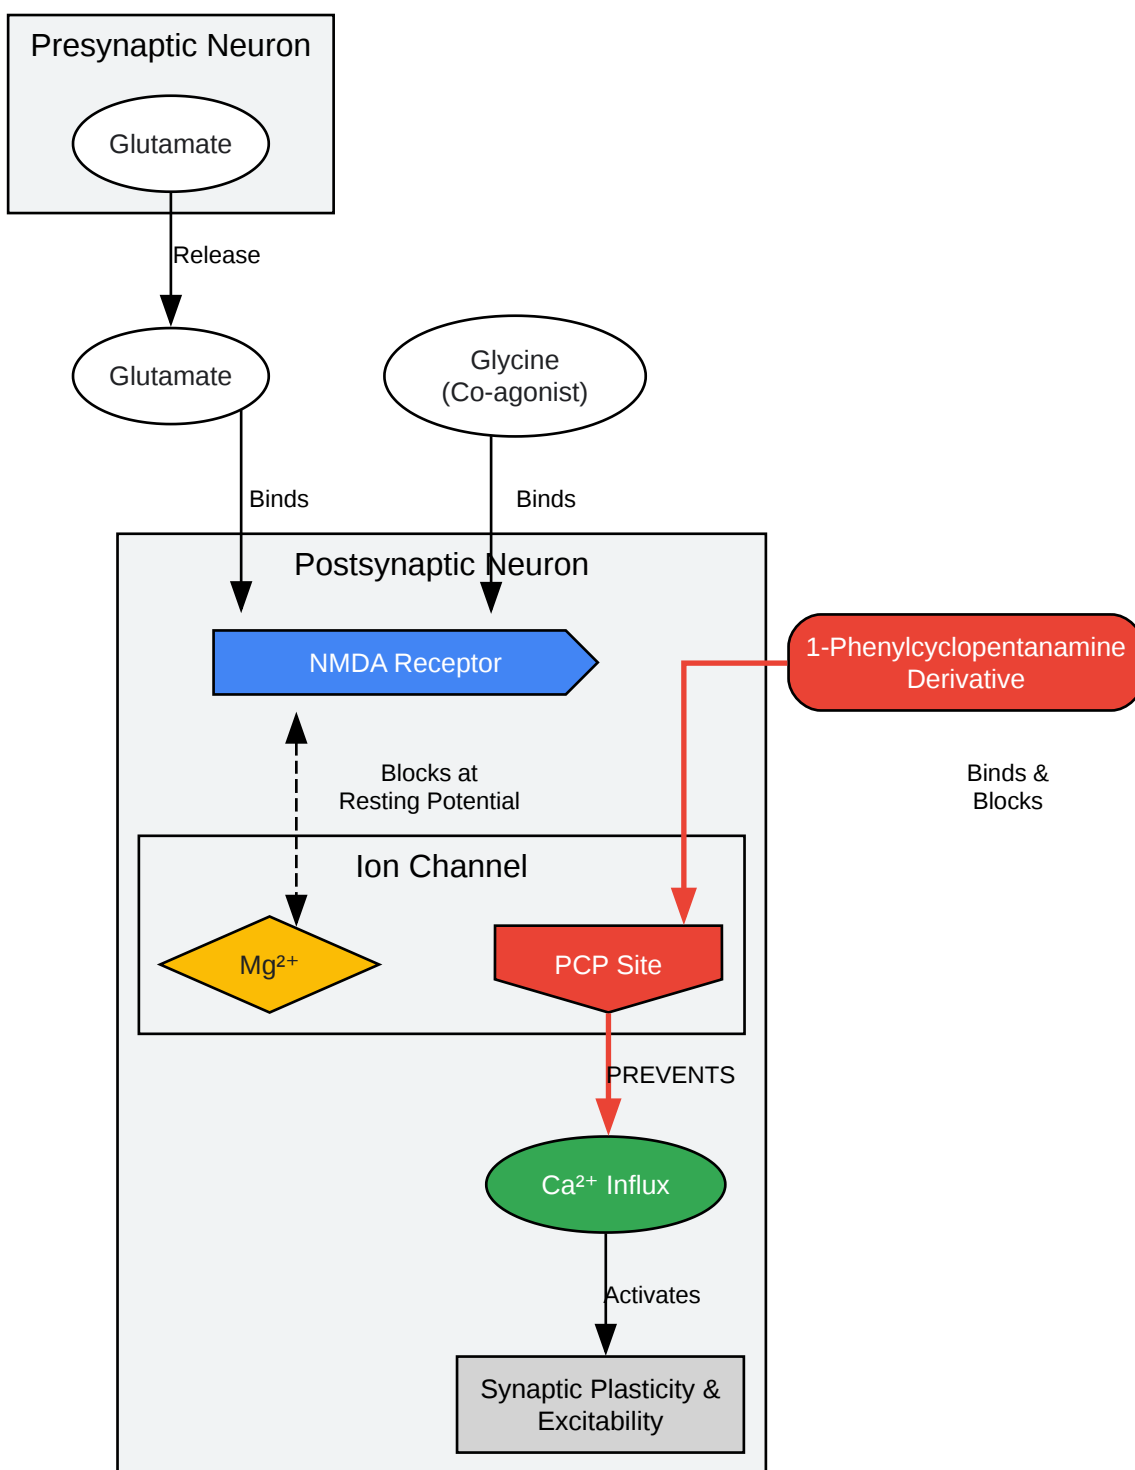 Presynaptic Neuron
Glutamate
Release
Glutamate
Glycine
(Co-agonist)
Binds
Binds
Postsynaptic Neuron
NMDA Receptor
1-Phenylcyclopentanamine
Derivative
Blocks at
Resting Potential
Binds &
Blocks
Ion Channel
Mg²⁺
PCP Site
PREVENTS
Ca²⁺ Influx
Activates
Synaptic Plasticity &
Excitability